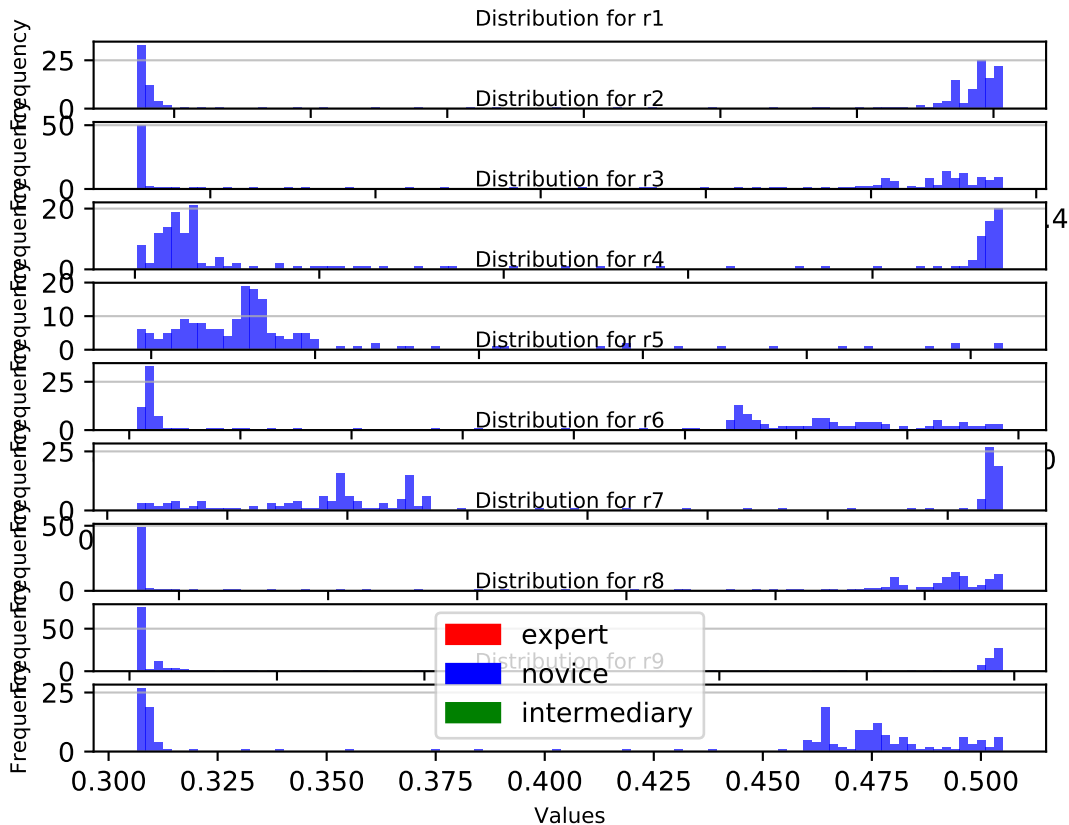 Distribution for r1
Frequency
25
0
Distribution for r2
Frequency
50
0
Distribution for r3
Frequency
20
0
.4
Distribution for r4
Frequency
20
10
0
Distribution for r5
Frequency
25
0
Distribution for r6
Frequency
25
0
0
Distribution for r7
Frequency
0
50
0
Distribution for r8
Frequency
50
0
expert
Distribution for r9
novice
intermediary
Frequency
25
0
0.300 0.325 0.350 0.375 0.400 0.425 0.450 0.475 0.500
Values